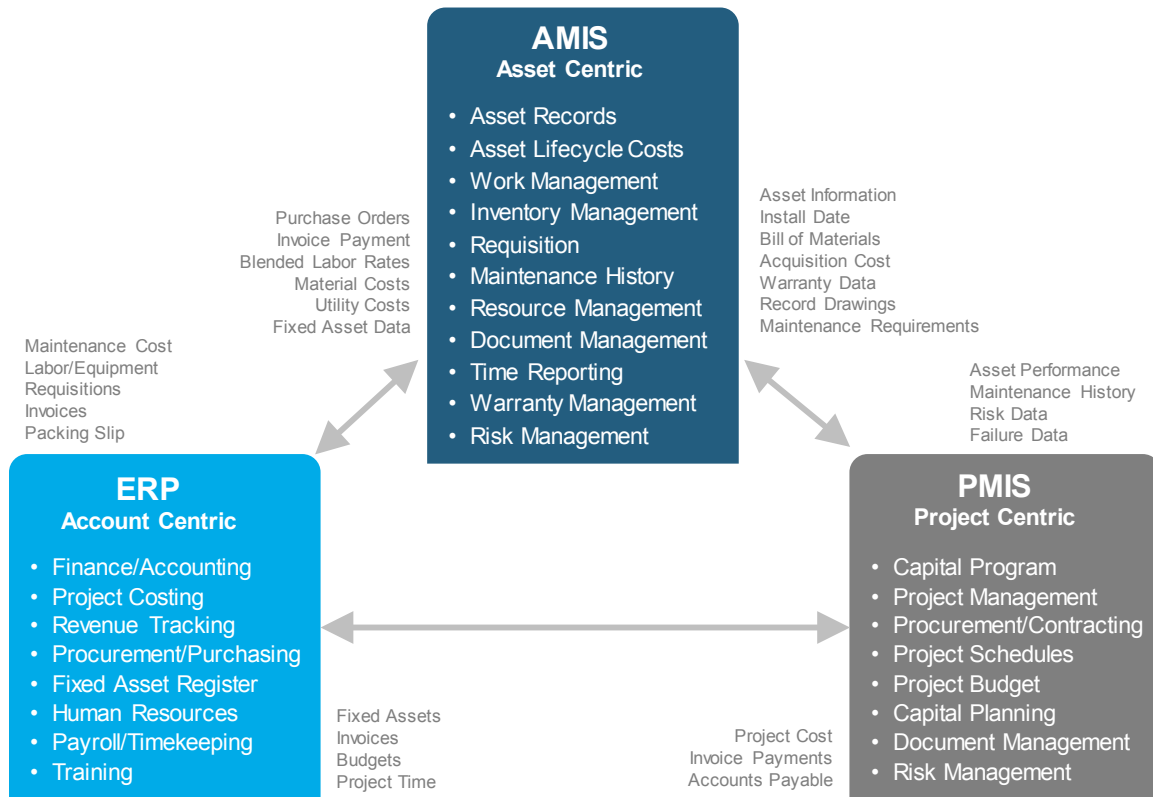 AMIS
Asset Centric
• Asset Records
• Asset Lifecycle Costs
• Work Management
• Inventory Management
• Requisition
• Maintenance History
• Resource Management
• Document Management
• Time Reporting
• Warranty Management
• Risk Management
Purchase Orders
Invoice Payment
Blended Labor Rates
Material Costs
Utility Costs
Fixed Asset Data
Asset Information
Install Date
Bill of Materials
Acquisition Cost
Warranty Data
Record Drawings
Maintenance Requirements
Maintenance Cost
Labor/Equipment
Requisitions
Invoices
Packing Slip
Asset Performance
Maintenance History
Risk Data
Failure Data
ERP
Account Centric
• Finance/Accounting
• Project Costing
• Revenue Tracking
• Procurement/Purchasing
• Fixed Asset Register
• Human Resources
• Payroll/Timekeeping
• Training
PMIS
Project Centric
• Capital Program
• Project Management
• Procurement/Contracting
• Project Schedules
• Project Budget
• Capital Planning
• Document Management
• Risk Management
Fixed Assets
Invoices
Budgets
Project Time
Project Cost
Invoice Payments
Accounts Payable